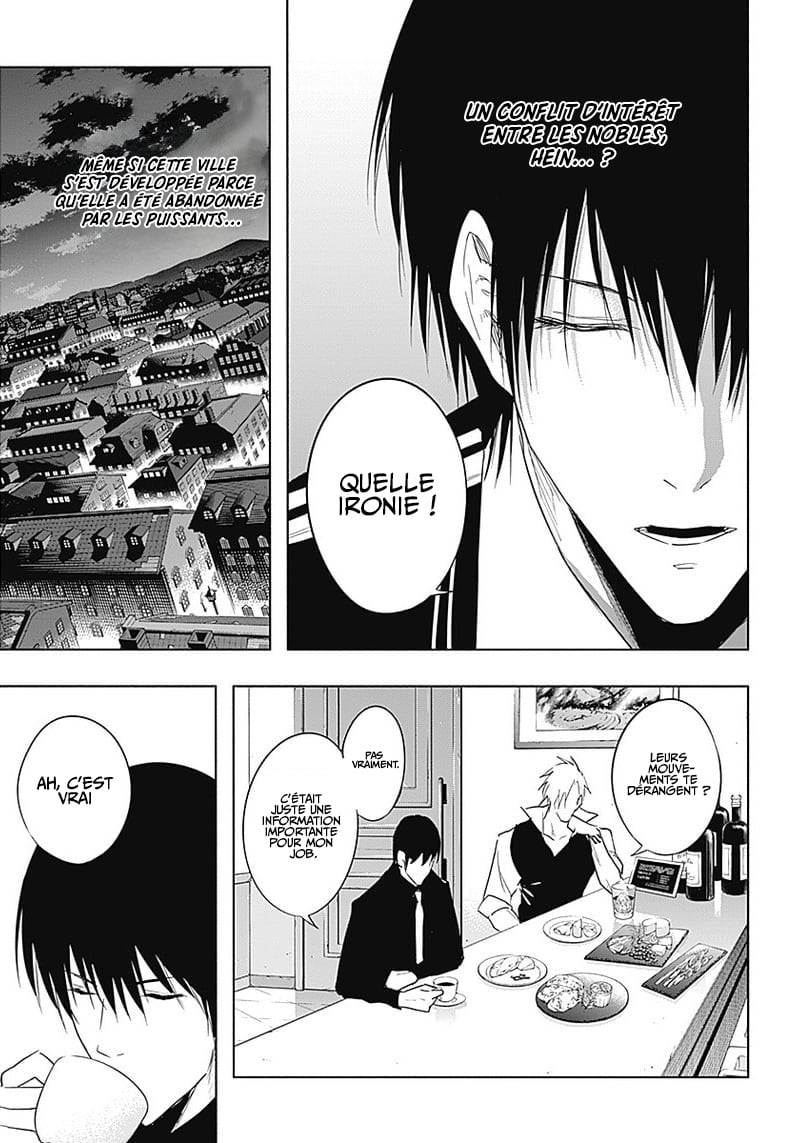 UN CONFLIT D'INTÉRÊT
ENTRE LES NOBLES,
HEIN... ?
QUELLE
IRONIE !
MÊME SI CETTE VILLE
S'EST DÉVELOPPÉE PARCE
QU'ELLE A ÉTÉ ABANDONNÉE
PAR LES PUISSANTS...
LEURS
MOUVE-
MENTS TE
DÉRANGENT ?
PAS
VRAIMENT.
C'ÉTAIT
JUSTE UNE
INFORMATION
IMPORTANTE
POUR MON
JOB.
AH, C'EST
VRAI